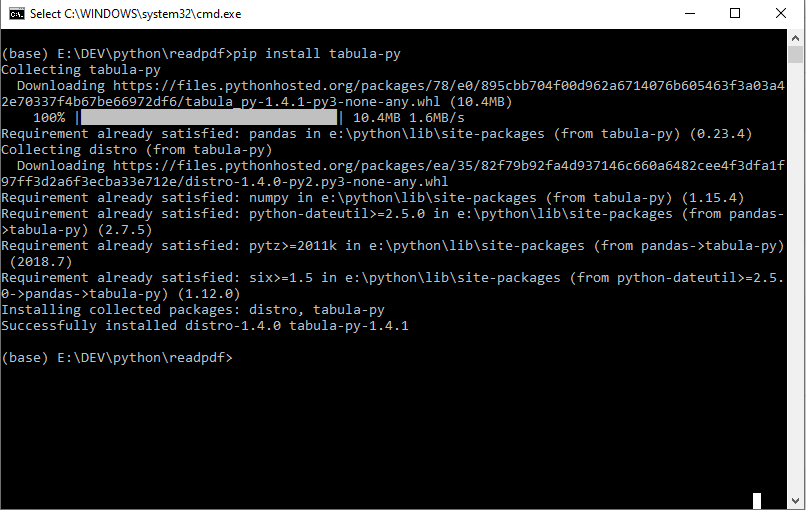 Select C:\WINDOWS\system32\cmd.exe
(base) E:\DEV\python\readpdf>pip install tabula-py
Collecting tabula-py
  Downloading https://files.pythonhosted.org/packages/78/e0/895cbb704f00d962a6714076b605463f3a03a4
2e70337f4b67be66972df6/tabula_py-1.4.1-py3-none-any.whl (10.4MB)
    100% |████████████████████████████████| 10.4MB 1.6MB/s
Requirement already satisfied: pandas in e:\python\lib\site-packages (from tabula-py) (0.23.4)
Collecting distro (from tabula-py)
  Downloading https://files.pythonhosted.org/packages/ea/35/82f79b92fa4d937146c660a6482cee4f3dfa1f
97ff3d2a6f3ecba33e712e/distro-1.4.0-py2.py3-none-any.whl
Requirement already satisfied: numpy in e:\python\lib\site-packages (from tabula-py) (1.15.4)
Requirement already satisfied: python-dateutil>=2.5.0 in e:\python\lib\site-packages (from pandas-
>tabula-py) (2.7.5)
Requirement already satisfied: pytz>=2011k in e:\python\lib\site-packages (from pandas->tabula-py)
 (2018.7)
Requirement already satisfied: six>=1.5 in e:\python\lib\site-packages (from python-dateutil>=2.5.
0->pandas->tabula-py) (1.12.0)
Installing collected packages: distro, tabula-py
Successfully installed distro-1.4.0 tabula-py-1.4.1
(base) E:\DEV\python\readpdf>